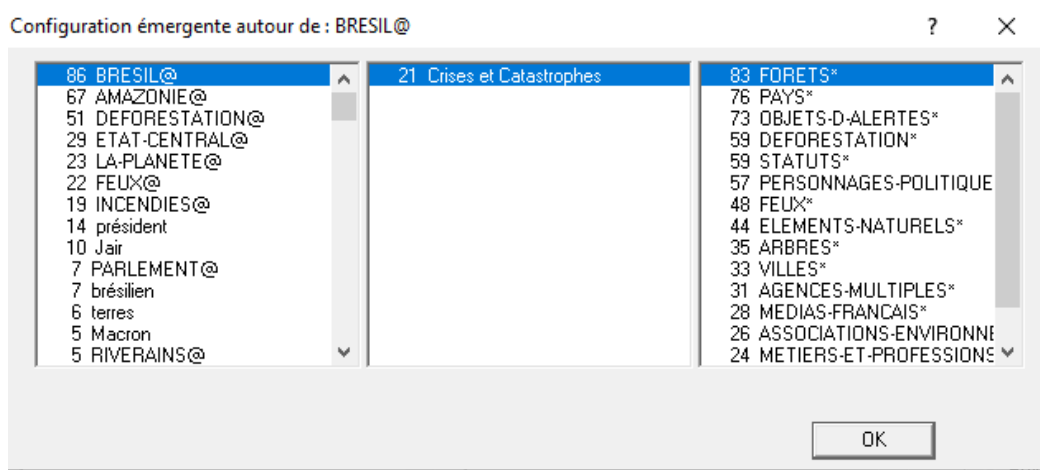 Configuration émergente autour de : BRESIL@
?
86 BRESIL@
67 AMAZONIE@
51 DEFORESTATION@
29 ETAT-CENTRAL@
23 LA-PLANETE@
22 FEUX@
19 INCENDIES@
14 président
10 Jair
7 PARLEMENT@
7 brésilien
6 terres
5 Macron
5 RIVERAINS@
21 Crises et Catastrophes
83 FORETS*
76 PAYS*
73 OBJETS-D-ALERTES*
59 DEFORESTATION*
59 STATUTS*
57 PERSONNAGES-POLITIQUE
48 FEUX*
44 ELEMENTS-NATURELS*
35 ARBRES*
33 VILLES*
31 AGENCES-MULTIPLES*
28 MEDIAS-FRANCAIS*
26 ASSOCIATIONS-ENVIRONNE
24 METIERS-ET-PROFESSIONS
OK